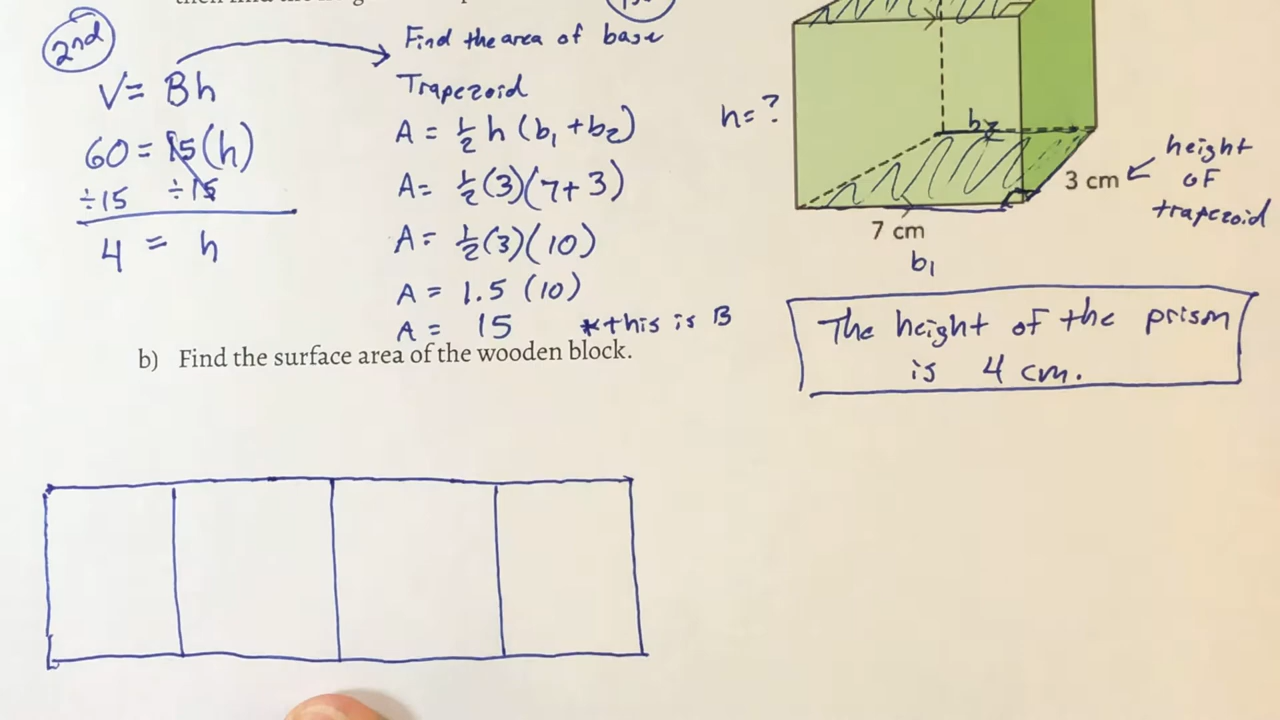 2nd
Find the area of base
V = Bh
Trapezoid
60 = 15(h)
A = ½ h (b₁ + b₂)
÷15 ÷15
A = ½(3)(7+3)
4 = h
A = ½(3)(10)
A = 1.5 (10)
A = 15 *this is B
h = ?
b₂
3 cm
height
of
trapezoid
7 cm
b₁
The height of the prism
is 4 cm.
b) Find the surface area of the wooden block.